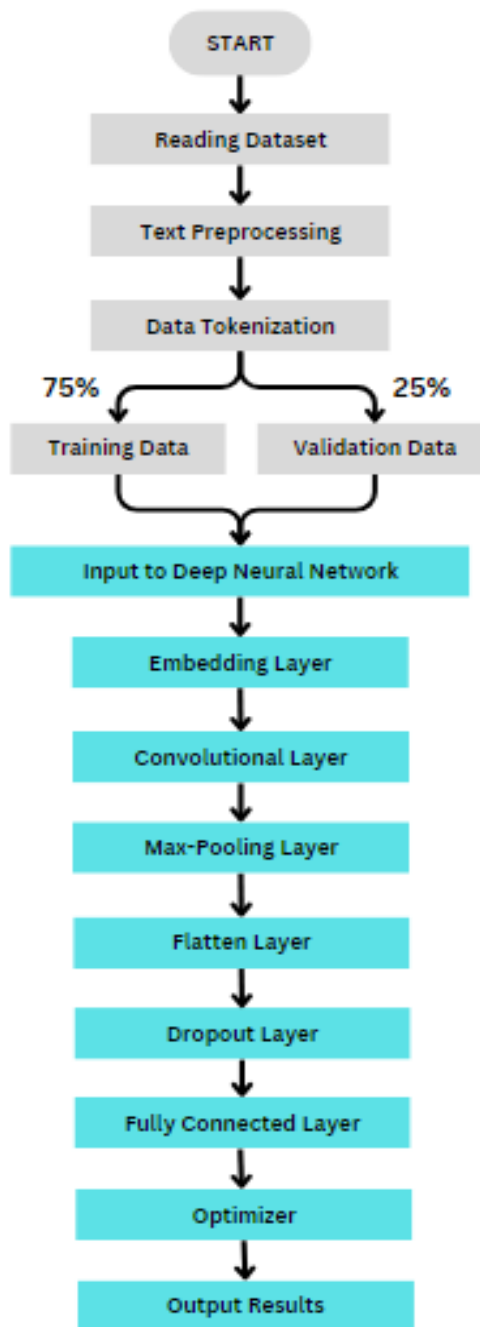 START
Reading Dataset
Text Preprocessing
Data Tokenization
75% 25%
Training Data Validation Data
Input to Deep Neural Network
Embedding Layer
Convolutional Layer
Max-Pooling Layer
Flatten Layer
Dropout Layer
Fully Connected Layer
Optimizer
Output Results